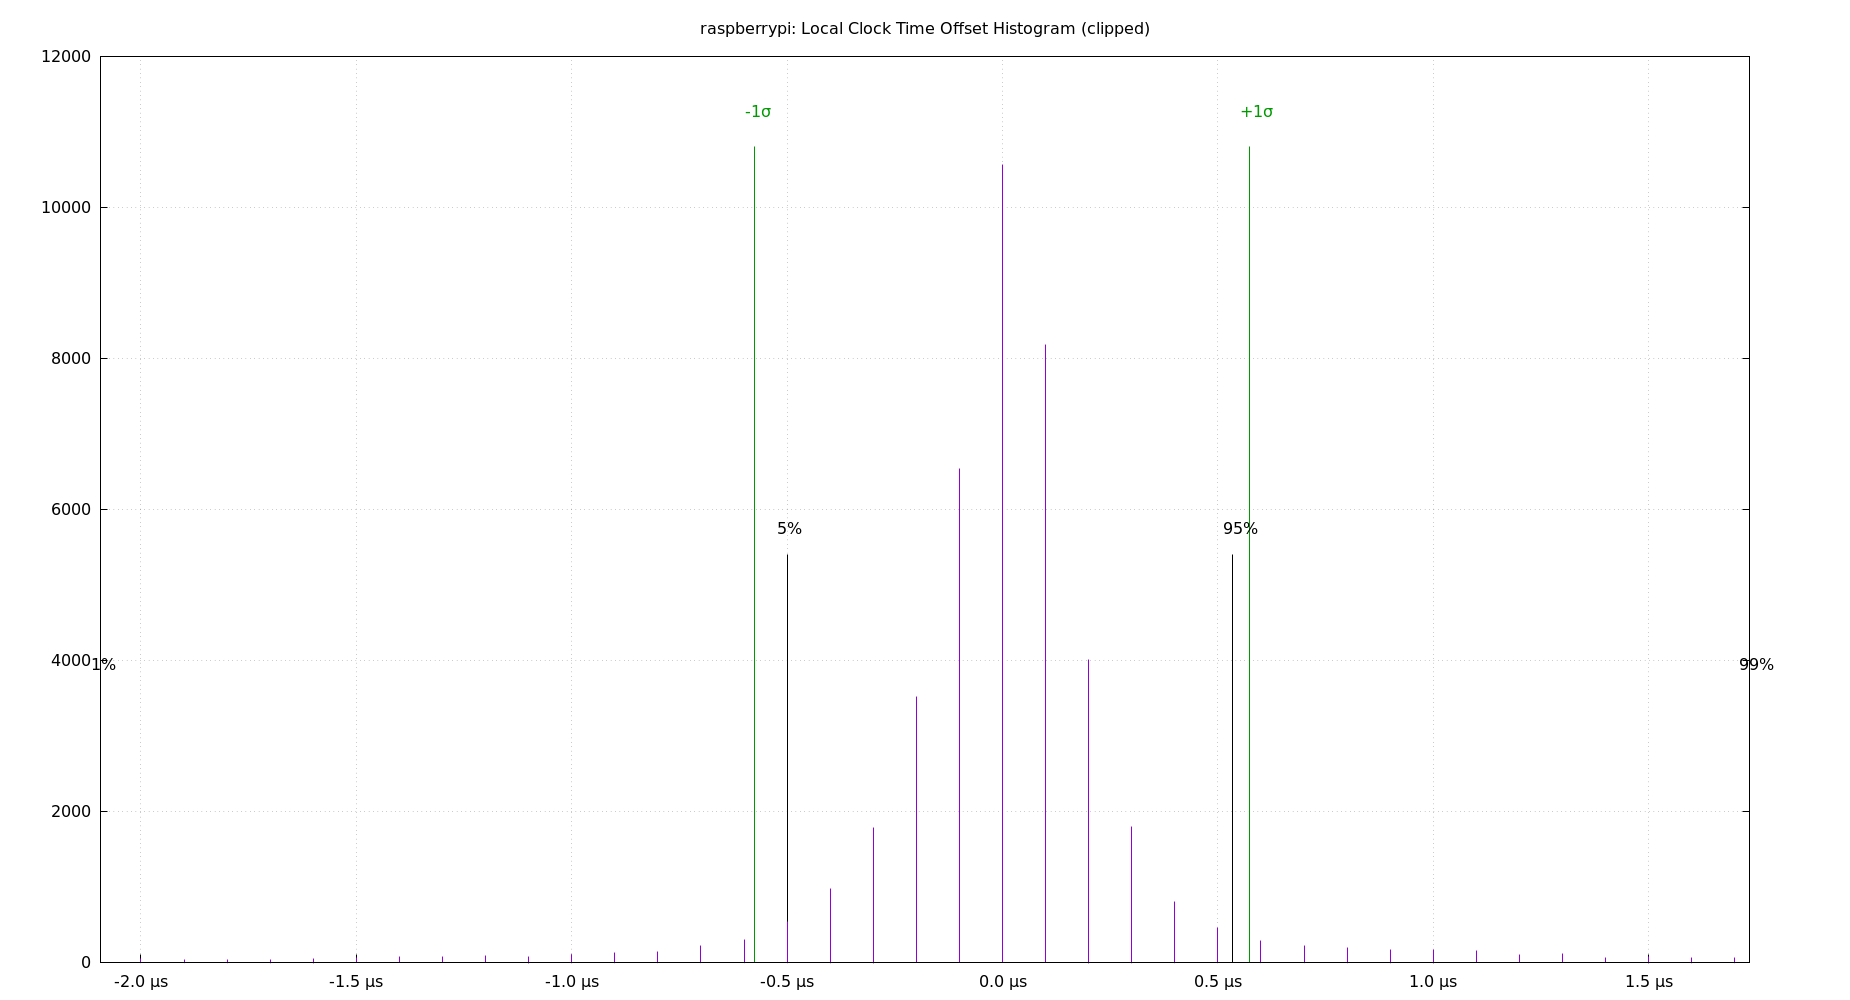 raspberrypi: Local Clock Time Offset Histogram (clipped)
12000
-1σ +1σ
10000
8000
6000
5% 95%
4000 1% 99%
2000
0
-2.0 μs -1.5 μs -1.0 μs -0.5 μs 0.0 μs 0.5 μs 1.0 μs 1.5 μs